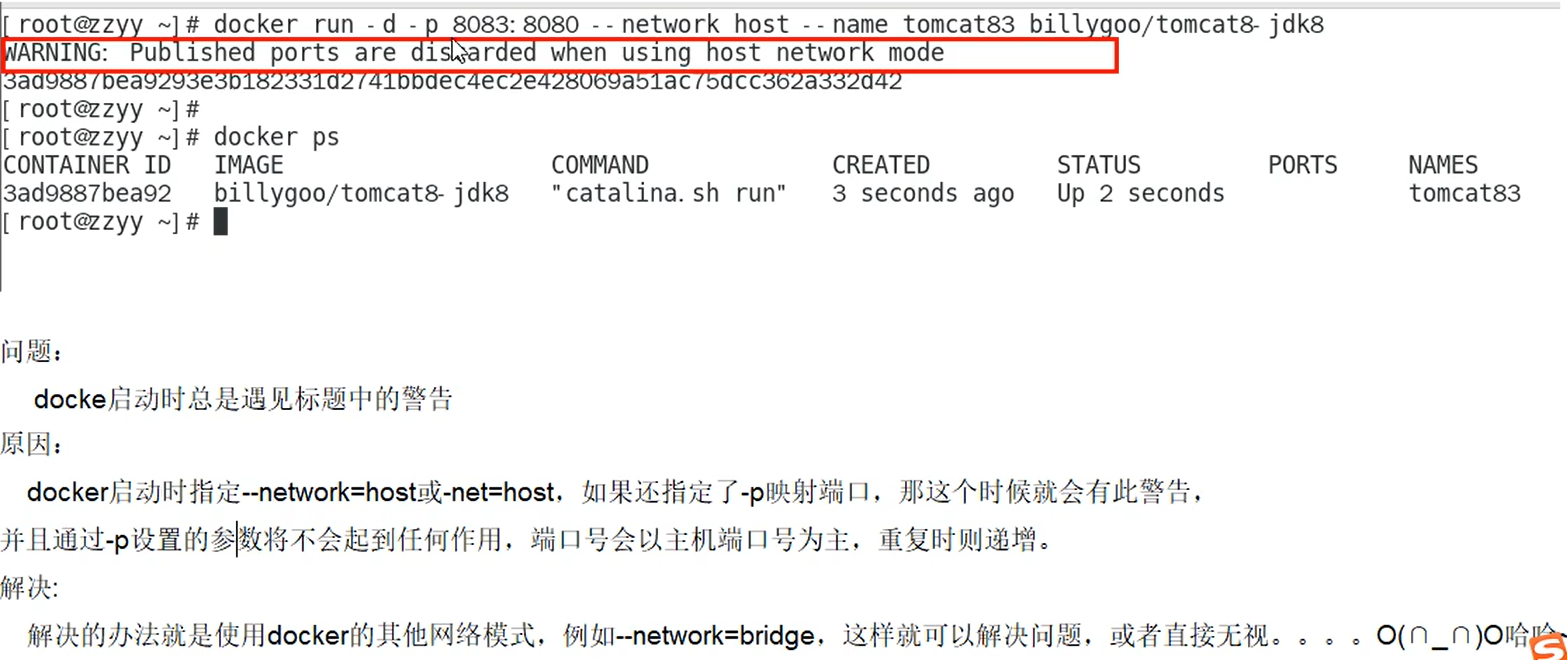 [root@zzyy ~]# docker run -d -p 8083:8080 --network host --name tomcat83 billygoo/tomcat8-jdk8
WARNING: Published ports are discarded when using host network mode
3ad9887bea9293e3b182331d2741bbdec4ec2e428069a51ac75dcc362a332d42
[root@zzyy ~]#
[root@zzyy ~]# docker ps
CONTAINER ID IMAGE COMMAND CREATED STATUS PORTS NAMES
3ad9887bea92 billygoo/tomcat8-jdk8 "catalina.sh run" 3 seconds ago Up 2 seconds tomcat83
[root@zzyy ~]#
问题：
docke启动时总是遇见标题中的警告
原因：
docker启动时指定--network=host或-net=host，如果还指定了-p映射端口，那这个时候就会有此警告，
并且通过-p设置的参数将不会起到任何作用，端口号会以主机端口号为主，重复时则递增。
解决:
解决的办法就是使用docker的其他网络模式，例如--network=bridge，这样就可以解决问题，或者直接无视。。。。O(∩_∩)O哈哈